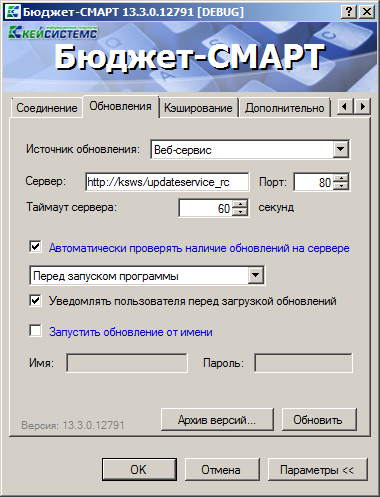 Бюджет-СМАРТ 13.3.0.12791 [DEBUG]
КЕЙСИСТЕМС
Бюджет-СМАРТ
Соединение Обновления Кэширование Дополнительно
Источник обновления: Веб-сервис
Сервер: http://ksws/updateservice_rc Порт: 80
Таймаут сервера: 60 секунд
Автоматически проверять наличие обновлений на сервере
Перед запуском программы
Уведомлять пользователя перед загрузкой обновлений
Запустить обновление от имени
Имя: Пароль:
Версия: 13.3.0.12791 Архив версий... Обновить
OK Отмена Параметры <<